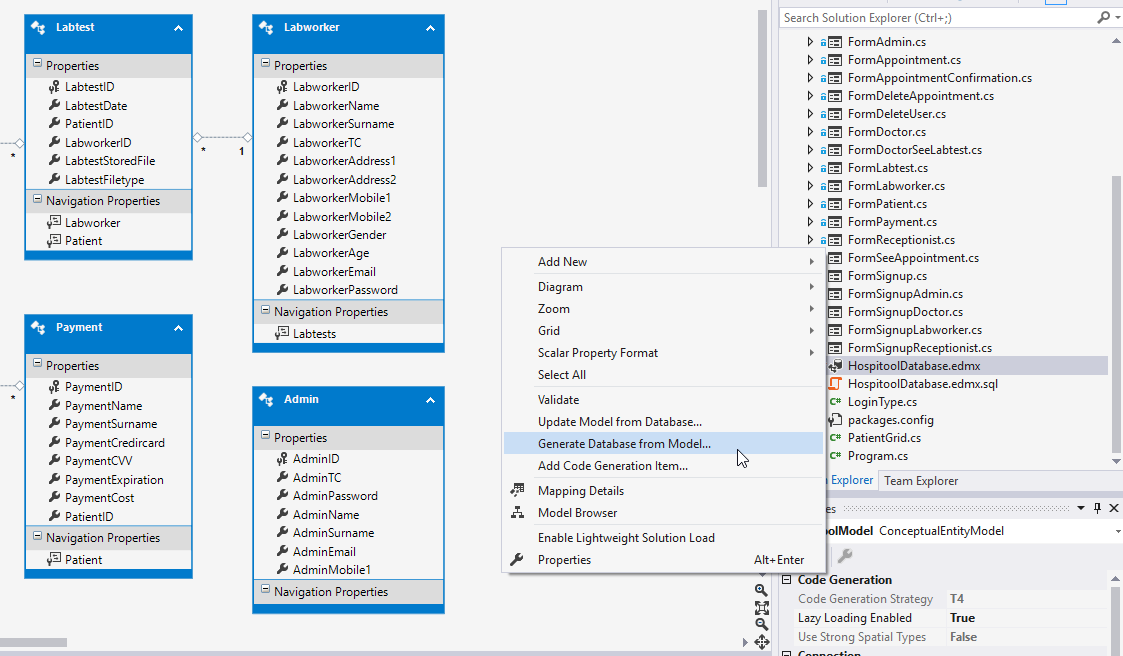 Labtest
Properties
LabtestID
LabtestDate
PatientID
LabworkerID
LabtestStoredFile
LabtestFiletype
Navigation Properties
Labworker
Patient
*
*
1
Labworker
Properties
LabworkerID
LabworkerName
LabworkerSurname
LabworkerTC
LabworkerAddress1
LabworkerAddress2
LabworkerMobile1
LabworkerMobile2
LabworkerGender
LabworkerAge
LabworkerEmail
LabworkerPassword
Navigation Properties
Labtests
Payment
Properties
PaymentID
PaymentName
PaymentSurname
PaymentCredircard
PaymentCVV
PaymentExpiration
PaymentCost
PatientID
Navigation Properties
Patient
*
Admin
Properties
AdminID
AdminTC
AdminPassword
AdminName
AdminSurname
AdminEmail
AdminMobile1
Navigation Properties
Add New
Diagram
Zoom
Grid
Scalar Property Format
Select All
Validate
Update Model from Database...
Generate Database from Model...
Add Code Generation Item...
Mapping Details
Model Browser
Enable Lightweight Solution Load
Properties Alt+Enter
Search Solution Explorer (Ctrl+;)
FormAdmin.cs
FormAppointment.cs
FormAppointmentConfirmation.cs
FormDeleteAppointment.cs
FormDeleteUser.cs
FormDoctor.cs
FormDoctorSeeLabtest.cs
FormLabtest.cs
FormLabworker.cs
FormPatient.cs
FormPayment.cs
FormReceptionist.cs
FormSeeAppointment.cs
FormSignup.cs
FormSignupAdmin.cs
FormSignupDoctor.cs
FormSignupLabworker.cs
FormSignupReceptionist.cs
HospitoolDatabase.edmx
HospitoolDatabase.edmx.sql
C# LoginType.cs
packages.config
C# PatientGrid.cs
C# Program.cs
Explorer Team Explorer
es
oolModel ConceptualEntityModel
Code Generation
Code Generation Strategy T4
Lazy Loading Enabled True
Use Strong Spatial Types False
Connection